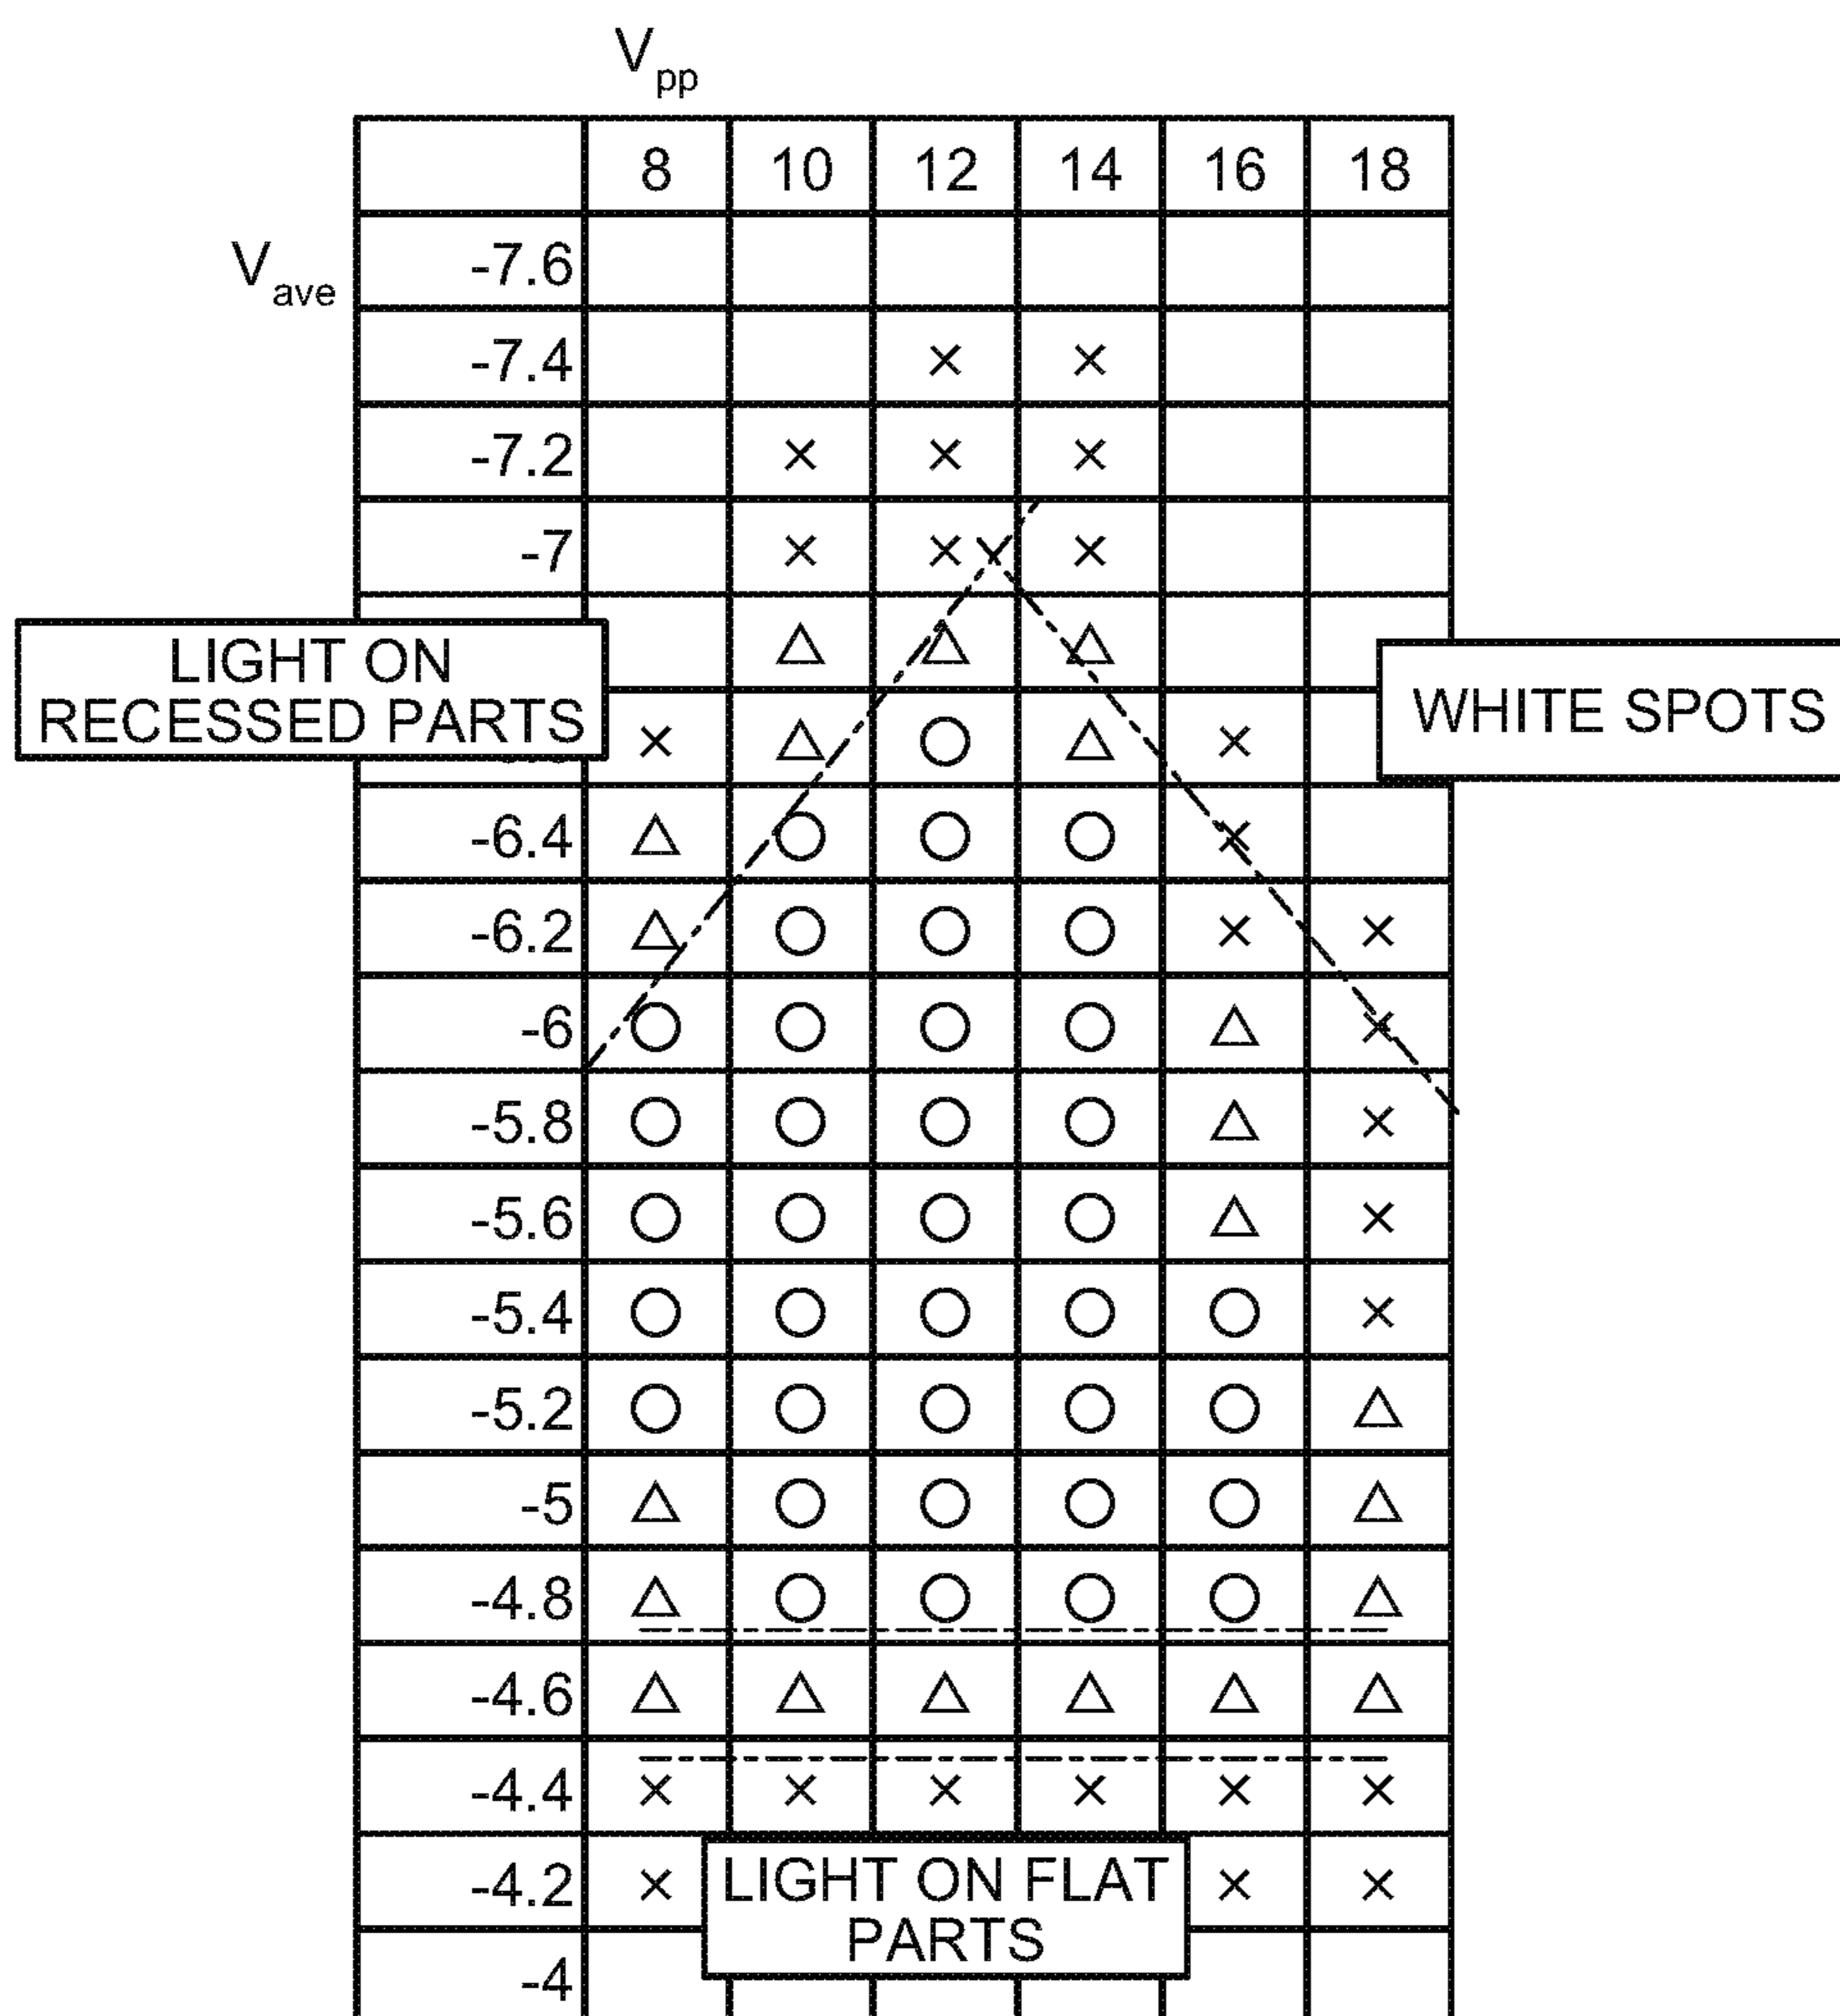 Vpp
8 10 12 14 16 18
Vave
-7.6
-7.4 × ×
-7.2 × × ×
-7 × × ×
△ △ △
LIGHT ON
RECESSED PARTS
WHITE SPOTS
× △ ○ △ ×
-6.4 △ ○ ○ ○ ×
-6.2 △ ○ ○ ○ × ×
-6 ○ ○ ○ ○ △ ×
-5.8 ○ ○ ○ ○ △ ×
-5.6 ○ ○ ○ ○ △ ×
-5.4 ○ ○ ○ ○ ○ ×
-5.2 ○ ○ ○ ○ ○ △
-5 △ ○ ○ ○ ○ △
-4.8 △ ○ ○ ○ ○ △
-4.6 △ △ △ △ △ △
-4.4 × × × × × ×
-4.2 × × ×
LIGHT ON FLAT
PARTS
-4